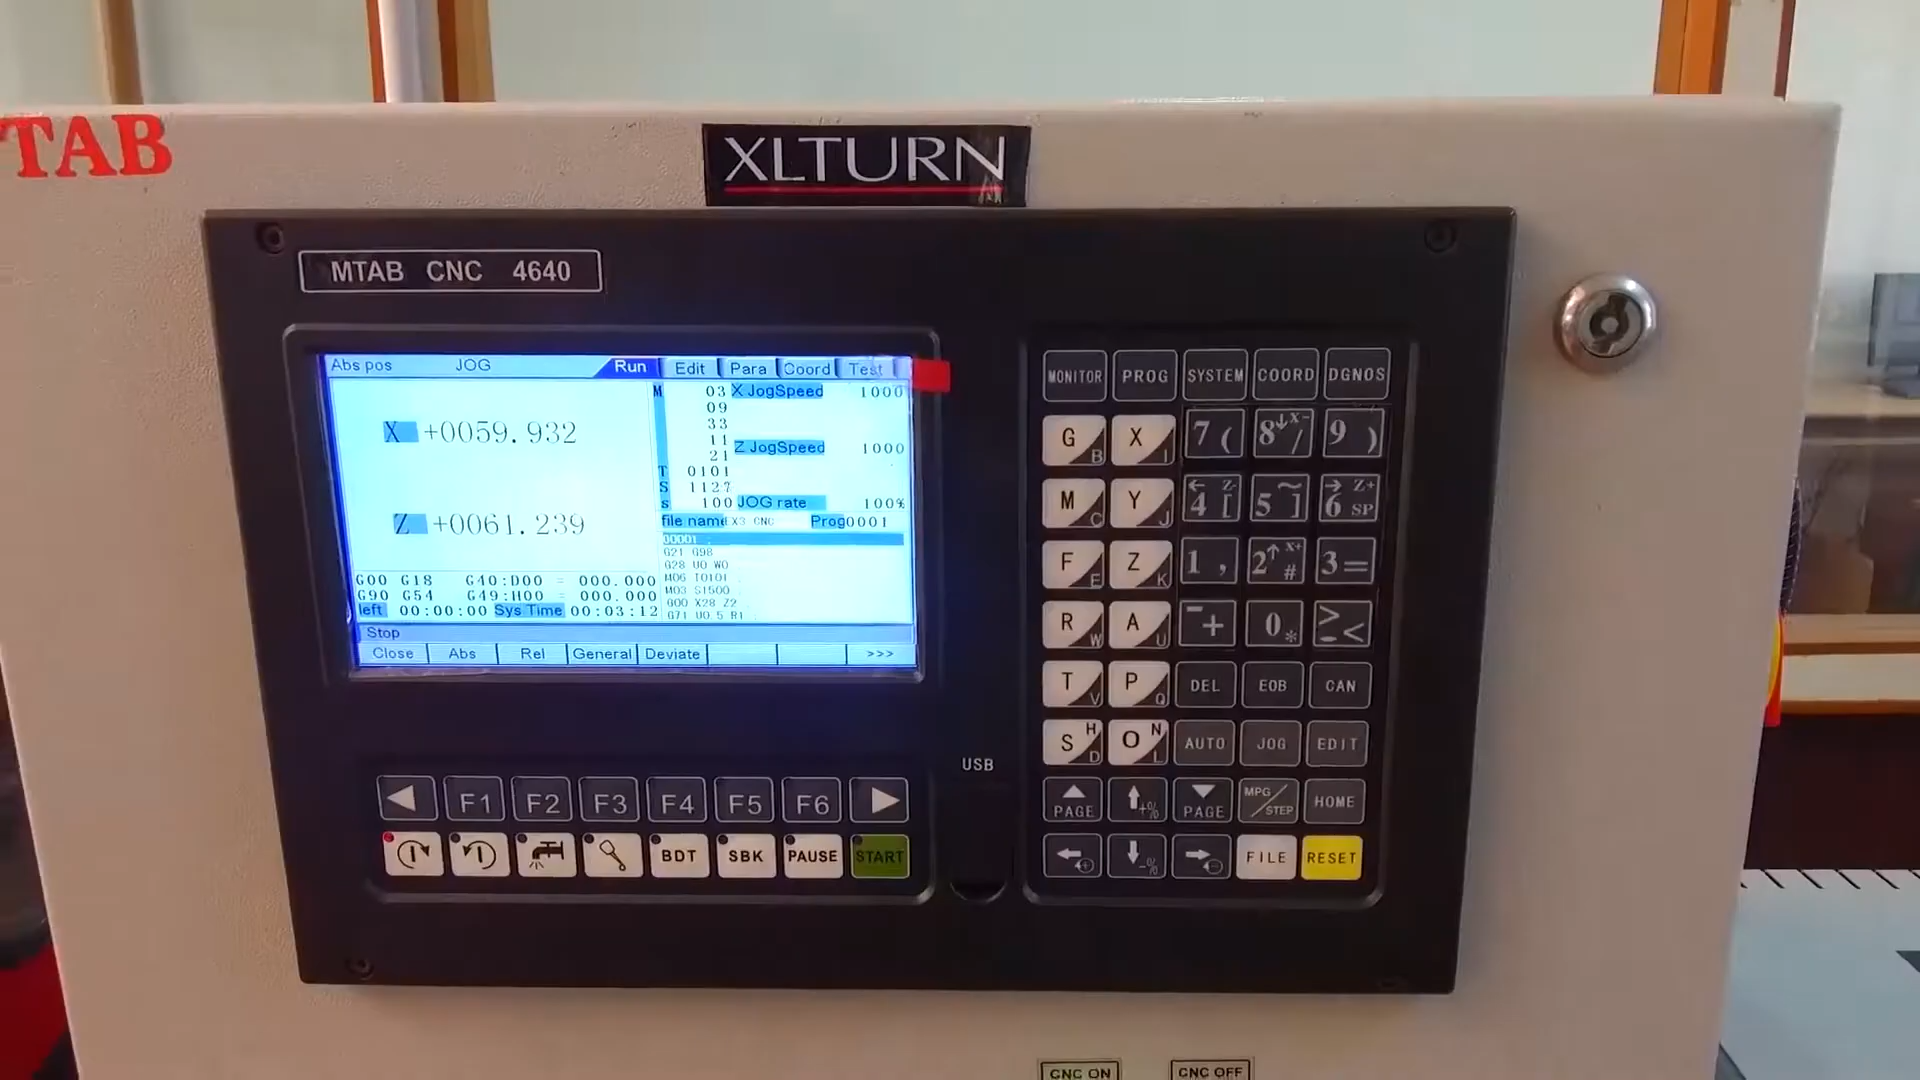 TAB
XLTURN
MTAB CNC 4640
Abs pos JOG Run Edit Para Coord Test
X +0059.932
Z +0061.239
M 03 X JogSpeed 1000
09
33
11
21 Z JogSpeed 1000
T 0101
S 1127
s 100 JOG rate 100%
file name X3 CNC Prog0001
00001 ;
G21 G98
G28 U0 W0
M06 T0101
M03 S1500
G00 X28 Z2
G71 U0.5 R1
G00 G18 G40:D00 = 000.000
G90 G54 G49:H00 = 000.000
left 00:00:00 Sys Time 00:03:12
Stop
Close Abs Rel General Deviate >>>
F1 F2 F3 F4 F5 F6
BDT SBK PAUSE START
USB
MONITOR PROG SYSTEM COORD DGNOS
G B X I 7 ( 8 X- / 9 )
M C Y J 4 Z- [ 5 ~ ] 6 Z+ SP
F E Z K 1 , 2 X+ # 3 =
R W A U - + 0 * > - <
T V P Q DEL EOB CAN
S H D O N L AUTO JOG EDIT
PAGE +% PAGE MPG/STEP HOME
-% FILE RESET
CNC ON CNC OFF